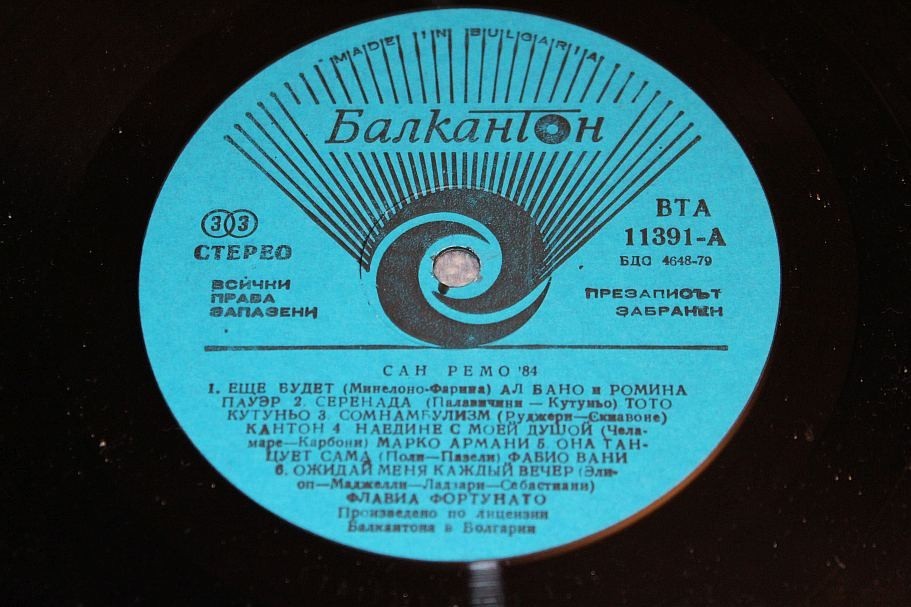 MADE IN BULGARIA
Балкантон
33
СТЕРЕО
ВТА
11391-А
БДС 4648-79
ВСИЧКИ
ПРАВА
ЗАПАЗЕНИ
ПРЕЗАПИСЪТ
ЗАБРАНЕН
САН РЕМО '84
1. ЕЩЕ БУДЕТ (Минелоно-Фарина) АЛ БАНО и РОМИНА
ПАУЭР 2. СЕРЕНАДА (Палавичини — Кутуньо) ТОТО
КУТУНЬО 3. СОМНАМБУЛИЗМ (Руджери—Скиавоне)
КАНТОН 4. НАЕДИНЕ С МОЕЙ ДУШОЙ (Чела-
маре—Карбони) МАРКО АРМАНИ 5. ОНА ТАН-
ЦУЕТ САМА (Поли—Павели) ФАБИО ВАНИ
6. ОЖИДАЙ МЕНЯ КАЖДЫЙ ВЕЧЕР (Эли-
оп—Маджелли—Ладзари—Себастиани)
ФЛАВИА ФОРТУНАТО
Произведено по лицензии
Балкантона в Болгарии